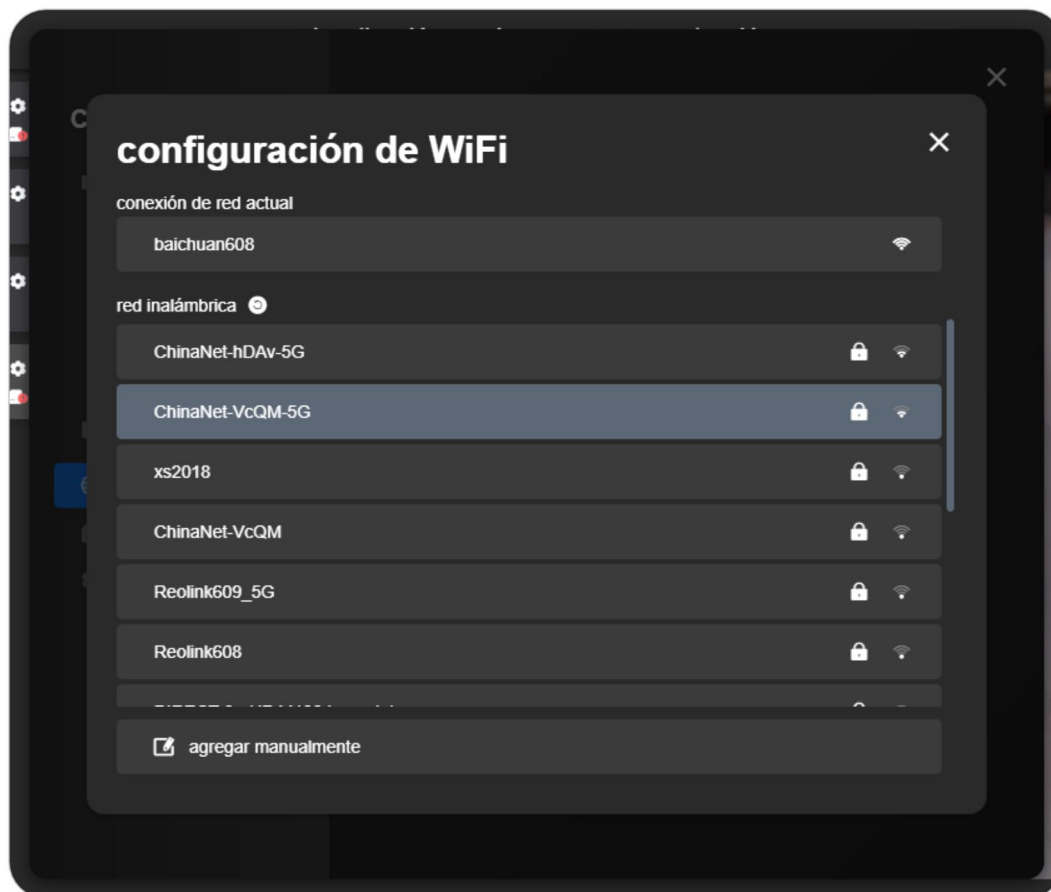 configuración de WiFi
conexión de red actual
baichuan608
red inalámbrica
ChinaNet-hDAv-5G
ChinaNet-VcQM-5G
xs2018
ChinaNet-VcQM
Reolink609_5G
Reolink608
agregar manualmente